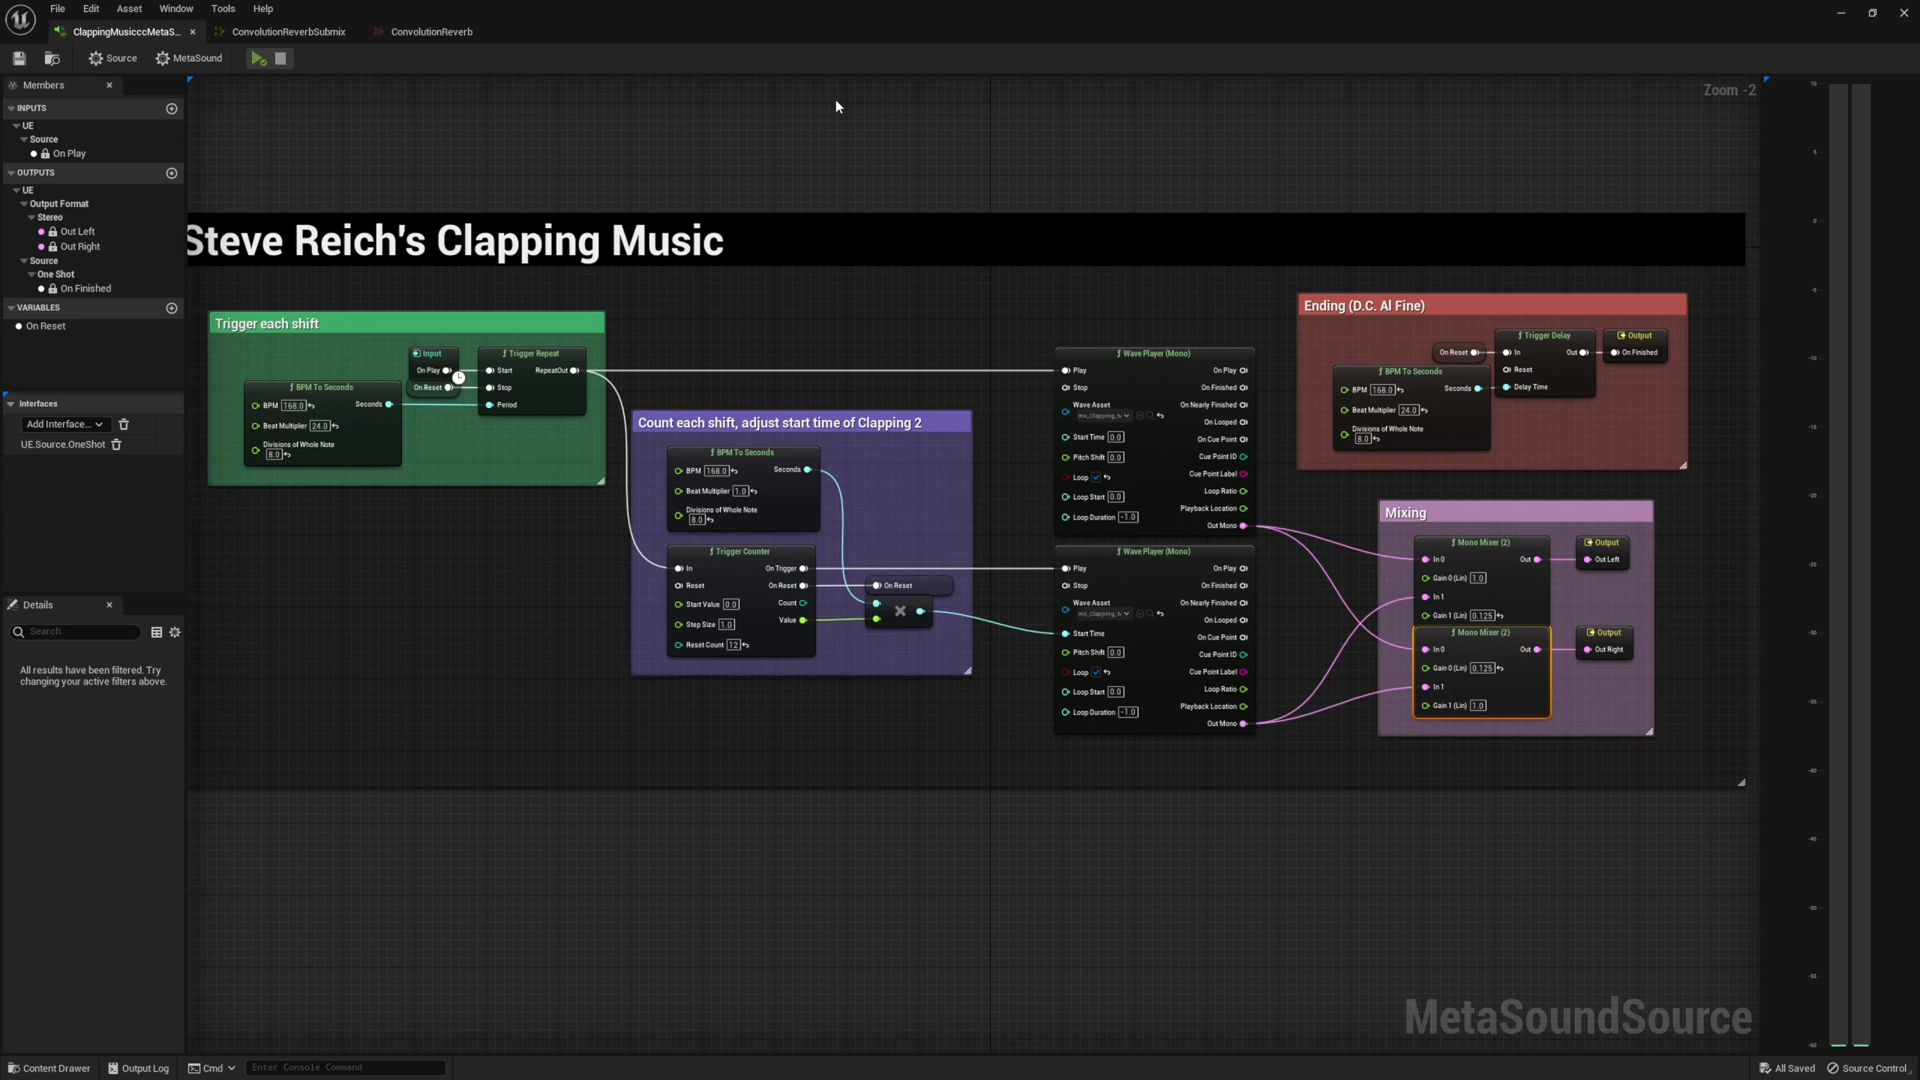 File Edit Asset Window Tools Help
ClappingMusicccMetaS... ConvolutionReverbSubmix ConvolutionReverb
Source MetaSound
Members
INPUTS
UE
Source
On Play
OUTPUTS
UE
Output Format
Stereo
Out Left
Out Right
Source
One Shot
On Finished
VARIABLES
On Reset
Interfaces
Add Interface...
UE.Source.OneShot
Details
Search
All results have been filtered. Try
changing your active filters above.
Zoom -2
Steve Reich's Clapping Music
Trigger each shift
Input
On Play
On Reset
BPM To Seconds
BPM 168.0 Seconds
Beat Multiplier 24.0
Divisions of Whole Note
8.0
Trigger Repeat
Start RepeatOut
Stop
Period
Count each shift, adjust start time of Clapping 2
BPM To Seconds
BPM 168.0 Seconds
Beat Multiplier 1.0
Divisions of Whole Note
8.0
Trigger Counter
In On Trigger
Reset On Reset
Start Value 0.0 Count
Step Size 1.0 Value
Reset Count 12
On Reset
Wave Player (Mono)
Play On Play
Stop On Finished
Wave Asset On Nearly Finished
On Looped
Start Time 0.0 On Cue Point
Pitch Shift 0.0 Cue Point ID
Loop Cue Point Label
Loop Start 0.0 Loop Ratio
Loop Duration -1.0 Playback Location
Out Mono
Wave Player (Mono)
Play On Play
Stop On Finished
Wave Asset On Nearly Finished
On Looped
Start Time On Cue Point
Pitch Shift 0.0 Cue Point ID
Loop Cue Point Label
Loop Start 0.0 Loop Ratio
Loop Duration -1.0 Playback Location
Out Mono
Ending (D.C. Al Fine)
On Reset
BPM To Seconds
BPM 168.0 Seconds
Beat Multiplier 24.0
Divisions of Whole Note
8.0
Trigger Delay
In Out
Reset
Delay Time
Output
On Finished
Mixing
Mono Mixer (2)
In 0 Out
Gain 0 (Lin) 1.0
In 1
Gain 1 (Lin) 0.125
Output
Out Left
Mono Mixer (2)
In 0 Out
Gain 0 (Lin) 0.125
In 1
Gain 1 (Lin) 1.0
Output
Out Right
10
5
0
-5
-10
-15
-20
-25
-30
-35
-40
-45
-50
-55
-60
MetaSoundSource
Content Drawer Output Log Cmd Enter Console Command All Saved Source Control